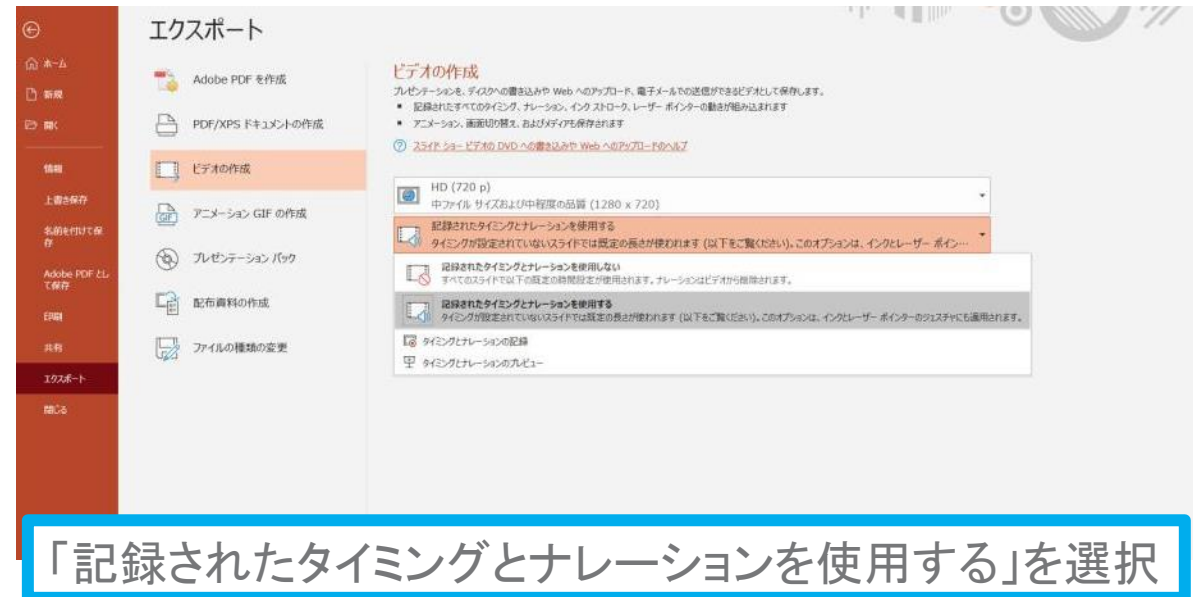 エクスポート
ホーム
新規
開く
情報
上書き保存
名前を付けて保
存
Adobe PDF とし
て保存
印刷
共有
エクスポート
閉じる
Adobe PDF を作成
PDF/XPS ドキュメントの作成
ビデオの作成
アニメーション GIF の作成
プレゼンテーション パック
配布資料の作成
ファイルの種類の変更
ビデオの作成
プレゼンテーションを、ディスクへの書き込みや Web へのアップロード、電子メールでの送信ができるビデオとして保存します。
▪ 記録されたすべてのタイミング、ナレーション、インク ストローク、レーザー ポインターの動きが組み込まれます
▪ アニメーション、画面切り替え、およびメディアも保存されます
スライド ショー ビデオの DVD への書き込みや Web へのアップロードのヘルプ
HD (720 p)
中ファイル サイズおよび中程度の品質 (1280 x 720)
記録されたタイミングとナレーションを使用する
タイミングが設定されていないスライドでは既定の長さが使われます (以下をご覧ください)。このオプションは、インクとレーザー ポイン…
記録されたタイミングとナレーションを使用しない
すべてのスライドで以下の既定の時間設定が使用されます。ナレーションはビデオから削除されます。
記録されたタイミングとナレーションを使用する
タイミングが設定されていないスライドでは既定の長さが使われます (以下をご覧ください)。このオプションは、インクとレーザー ポインターのジェスチャにも適用されます。
タイミングとナレーションの記録
タイミングとナレーションのプレビュー
「記録されたタイミングとナレーションを使用する」を選択